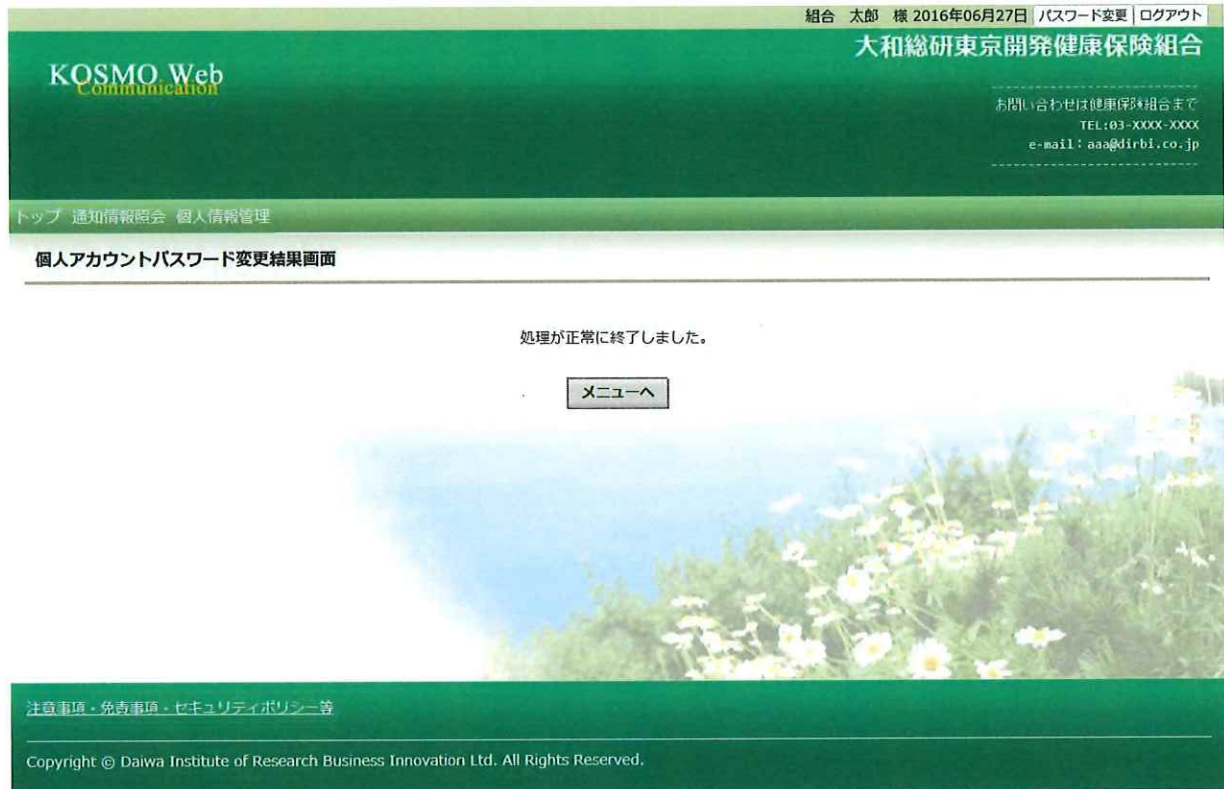 組合　太郎　様 2016年06月27日 パスワード変更 ログアウト
大和総研東京開発健康保険組合
KOSMO Web
Communication
お問い合わせは健康保険組合まで
TEL:03-XXXX-XXXX
e-mail：aaa@dirbi.co.jp
トップ 通知情報照会 個人情報管理
個人アカウントパスワード変更結果画面
処理が正常に終了しました。
メニューへ
注意事項・免責事項・セキュリティポリシー等
Copyright © Daiwa Institute of Research Business Innovation Ltd. All Rights Reserved.